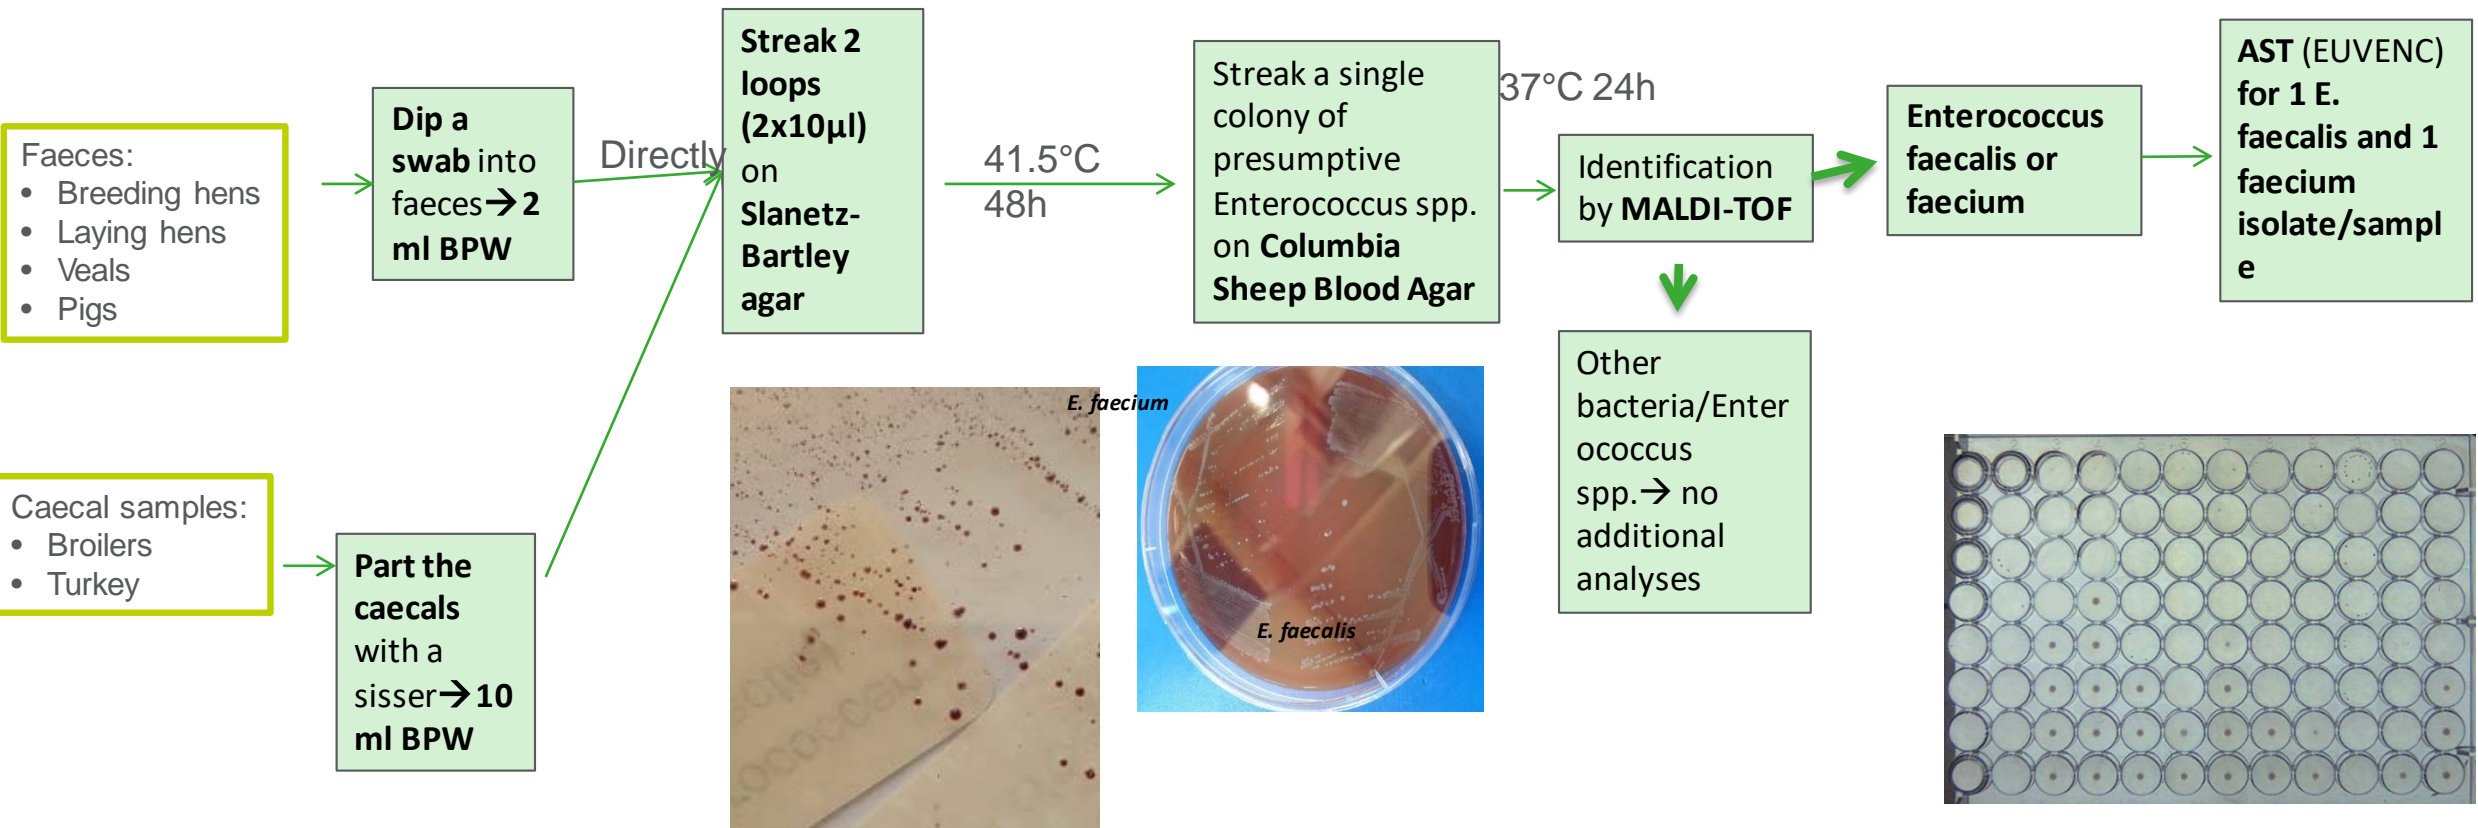 Faeces:
• Breeding hens
• Laying hens
• Veals
• Pigs
Dip a
swab into
faeces→2
ml BPW
Directly
Streak 2
loops
(2x10µl)
on
Slanetz-
Bartley
agar
41.5°C
48h
Streak a single
colony of
presumptive
Enterococcus spp.
on Columbia
Sheep Blood Agar
37°C 24h
Identification
by MALDI-TOF
Enterococcus
faecalis or
faecium
AST (EUVENC)
for 1 E.
faecalis and 1
faecium
isolate/sampl
e
Other
bacteria/Enter
ococcus
spp.→ no
additional
analyses
Caecal samples:
• Broilers
• Turkey
Part the
caecals
with a
sisser→10
ml BPW
E. faecium
E. faecalis